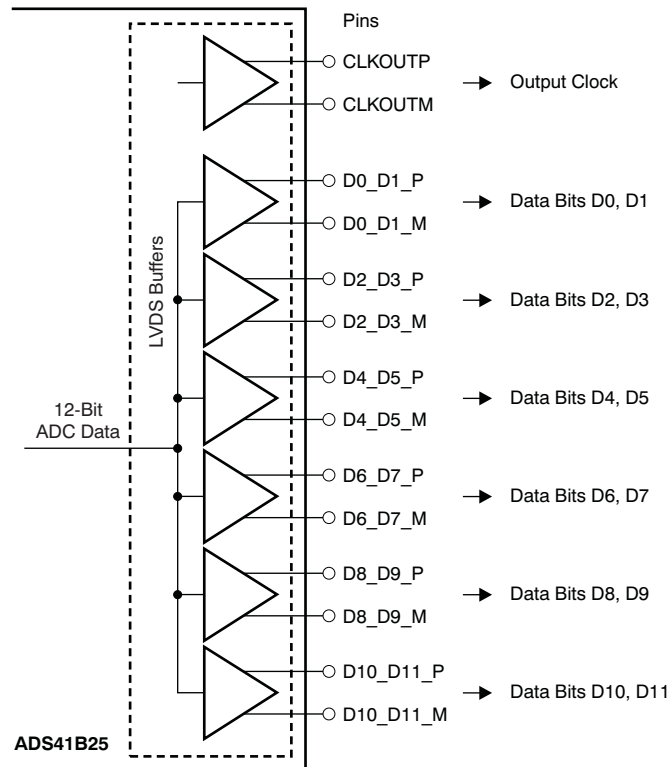 Pins
CLKOUTP
CLKOUTM
Output Clock
D0_D1_P
D0_D1_M
Data Bits D0, D1
D2_D3_P
D2_D3_M
Data Bits D2, D3
D4_D5_P
D4_D5_M
Data Bits D4, D5
D6_D7_P
D6_D7_M
Data Bits D6, D7
D8_D9_P
D8_D9_M
Data Bits D8, D9
D10_D11_P
D10_D11_M
Data Bits D10, D11
LVDS Buffers
12-Bit
ADC Data
ADS41B25